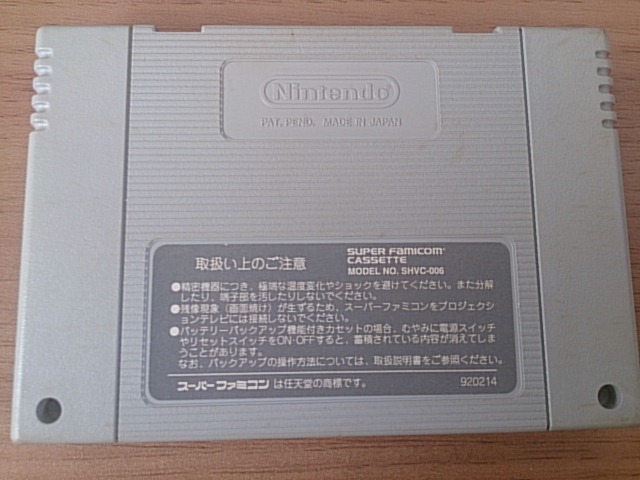 Nintendo
PAT. PEND. MADE IN JAPAN
取扱い上のご注意
SUPER FAMICOM
CASSETTE
MODEL NO. SHVC-006
●精密機器につき、極端な温度変化やショックを避けてください。また分解
したり、端子部を汚したりしないでください。
●残像現象（画面焼け）が生ずるため、スーパーファミコンをプロジェクシ
ョンテレビには接続しないでください。
●バッテリーバックアップ機能付きカセットの場合、むやみに電源スイッチ
やリセットスイッチをON・OFFすると、蓄積されている内容が消えてしま
うことがあります。
なお、バックアップの操作方法については、取扱説明書をご参照ください。
スーパーファミコンは任天堂の商標です。
920214